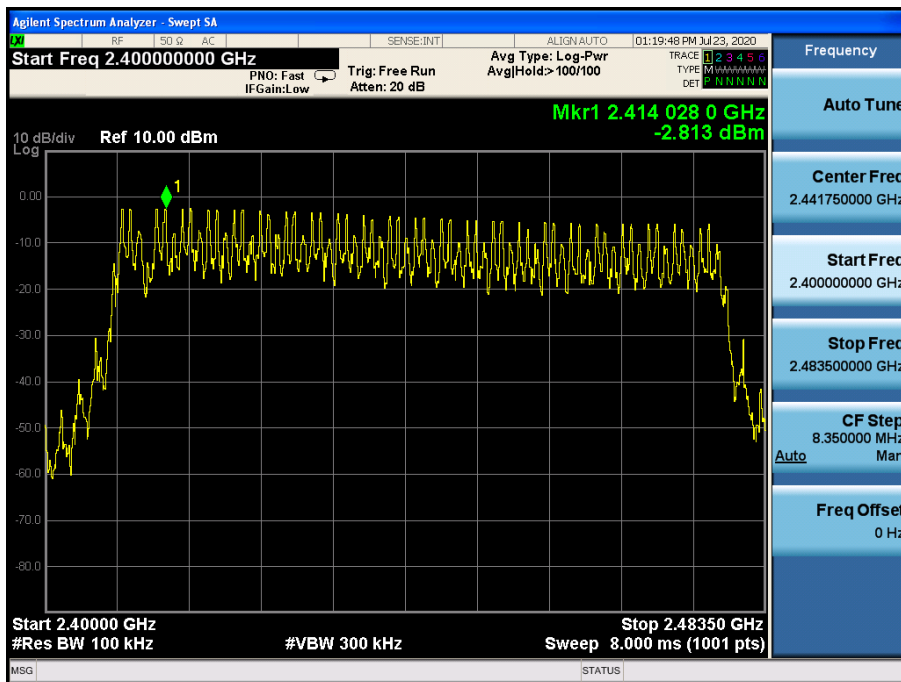 Agilent Spectrum Analyzer - Swept SA
LXI RF 50 Ω AC SENSE:INT ALIGN AUTO 01:19:48 PM Jul 23, 2020
Start Freq 2.400000000 GHz
PNO: Fast
IFGain:Low
Trig: Free Run
Atten: 20 dB
Avg Type: Log-Pwr
Avg|Hold:>100/100
TRACE 1 2 3 4 5 6
TYPE M
DET P N N N N N
Mkr1 2.414 028 0 GHz
-2.813 dBm
10 dB/div Ref 10.00 dBm
Log
1
0.00
-10.0
-20.0
-30.0
-40.0
-50.0
-60.0
-70.0
-80.0
Start 2.40000 GHz Stop 2.48350 GHz
#Res BW 100 kHz #VBW 300 kHz Sweep 8.000 ms (1001 pts)
MSG STATUS
Frequency
Auto Tune
Center Freq
2.441750000 GHz
Start Freq
2.400000000 GHz
Stop Freq
2.483500000 GHz
CF Step
8.350000 MHz
Auto Man
Freq Offset
0 Hz